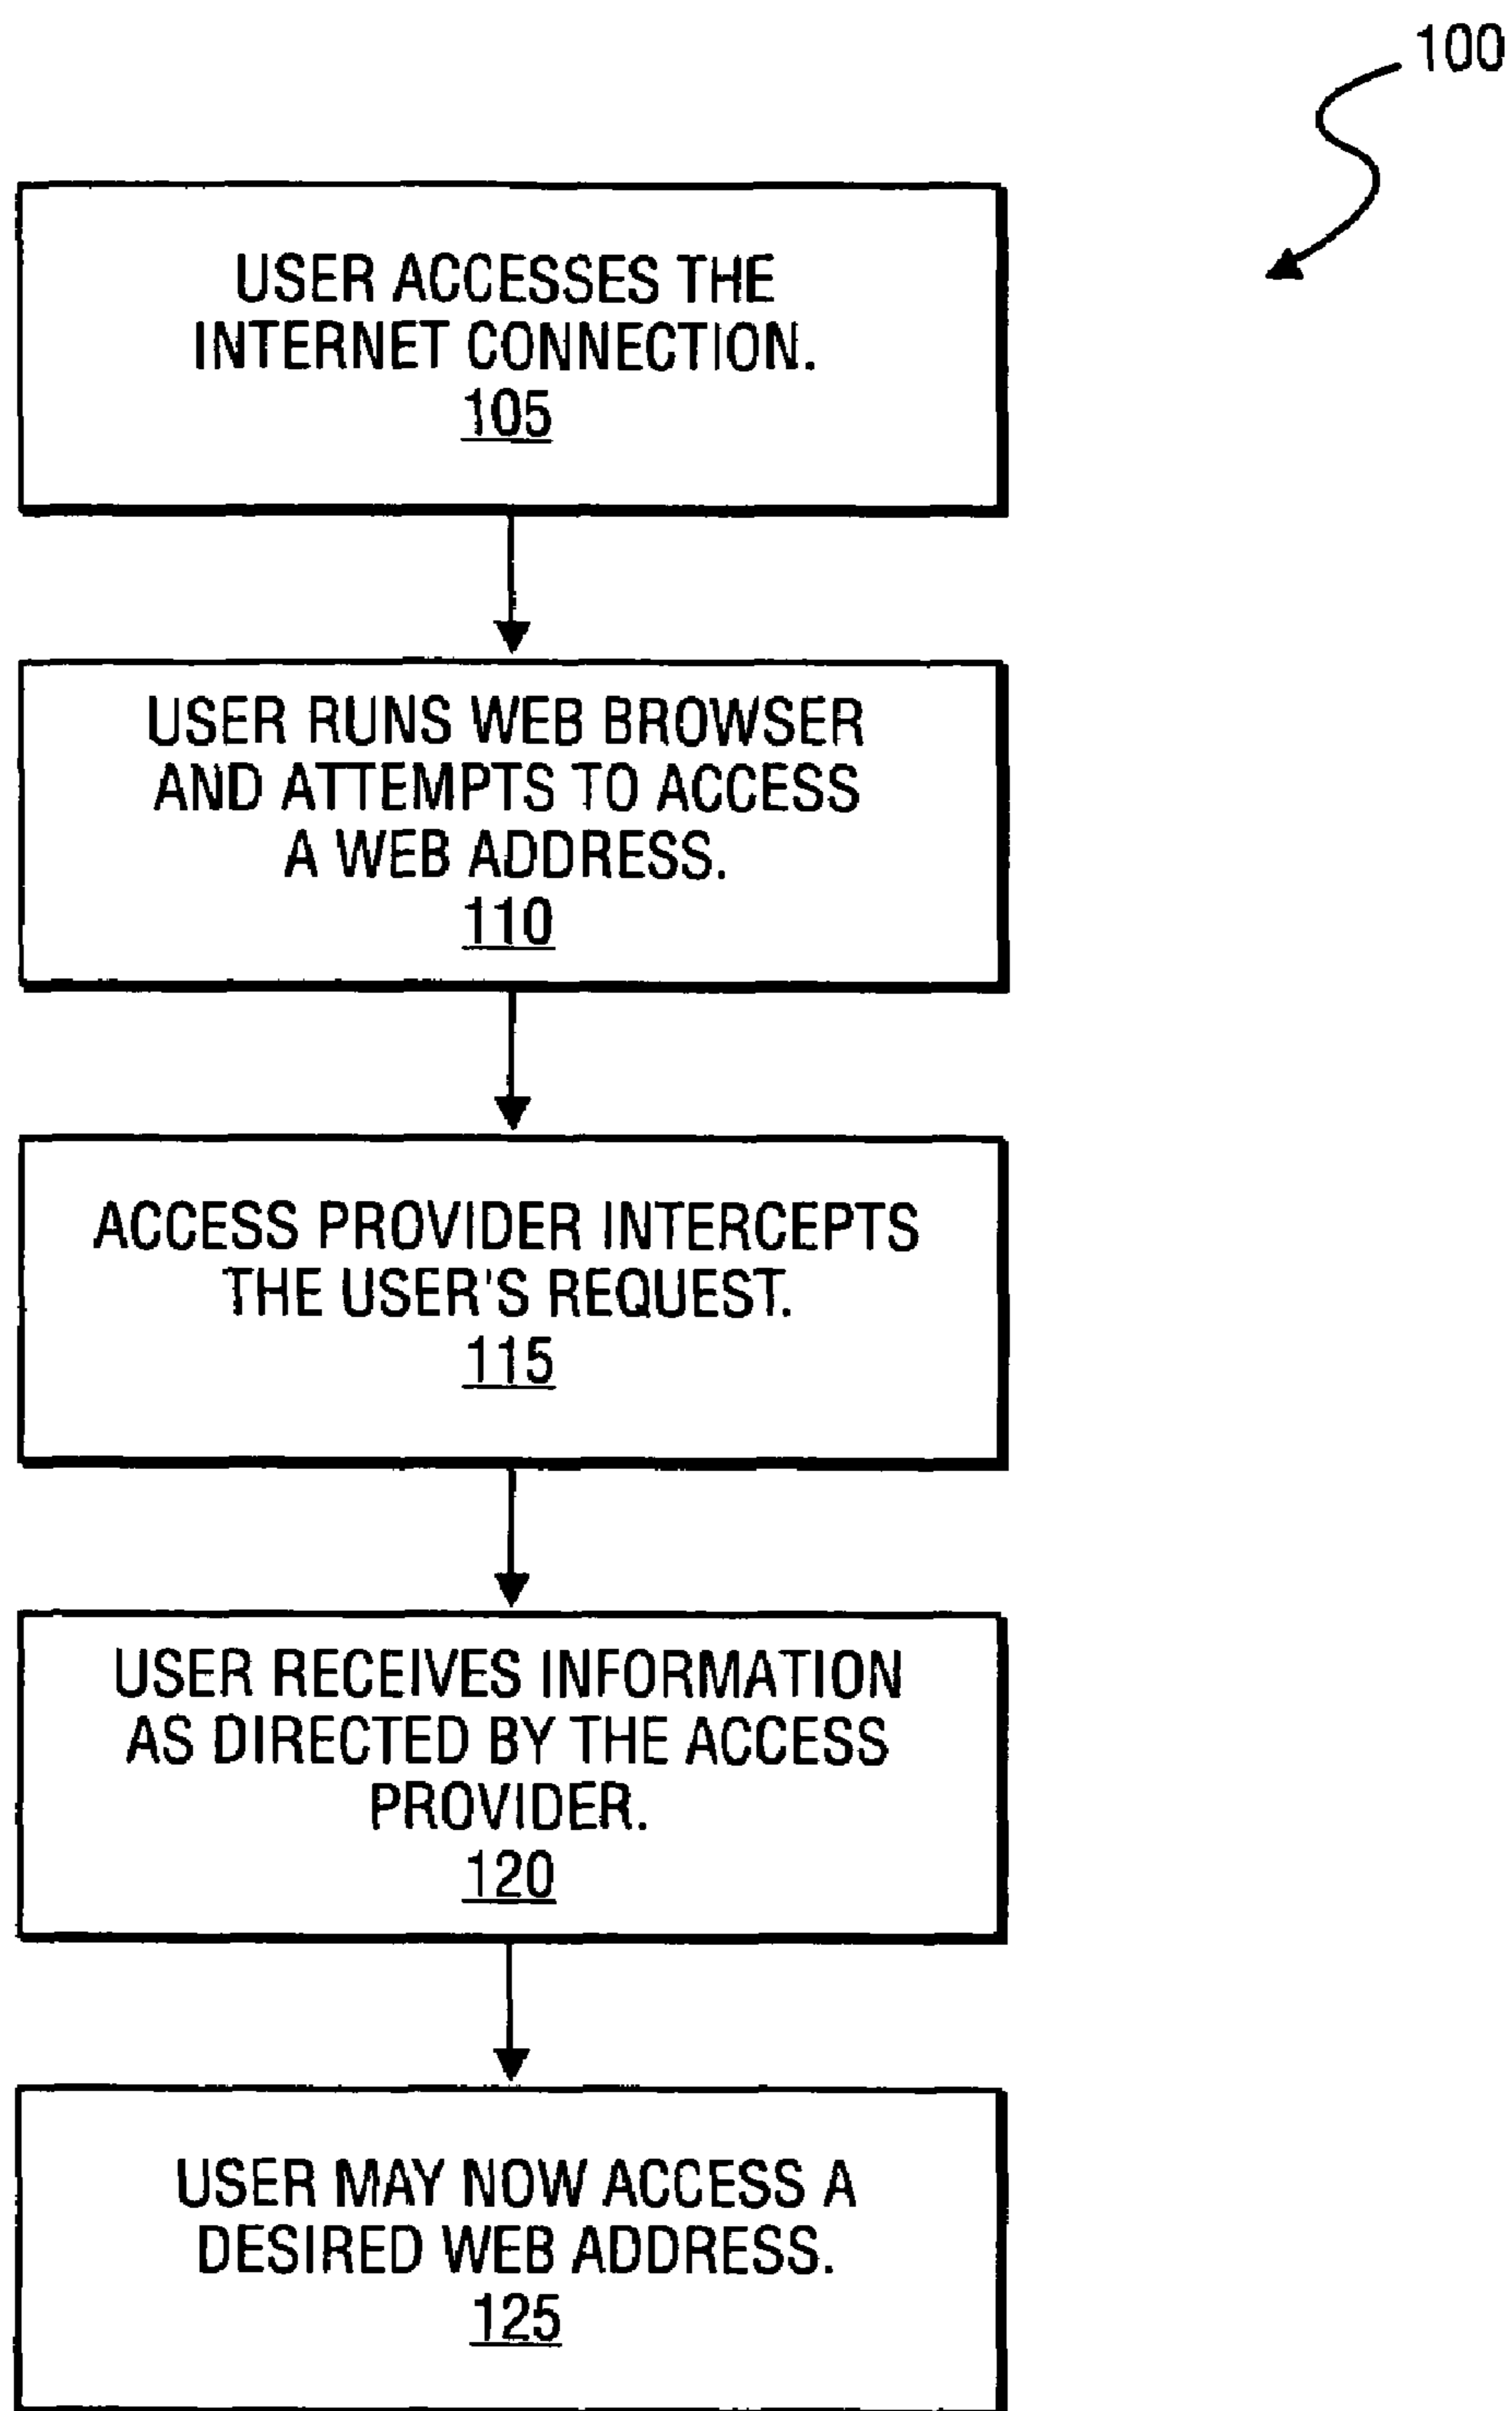 100
USER ACCESSES THE
INTERNET CONNECTION.
105
USER RUNS WEB BROWSER
AND ATTEMPTS TO ACCESS
A WEB ADDRESS.
110
ACCESS PROVIDER INTERCEPTS
THE USER'S REQUEST.
115
USER RECEIVES INFORMATION
AS DIRECTED BY THE ACCESS
PROVIDER.
120
USER MAY NOW ACCESS A
DESIRED WEB ADDRESS.
125